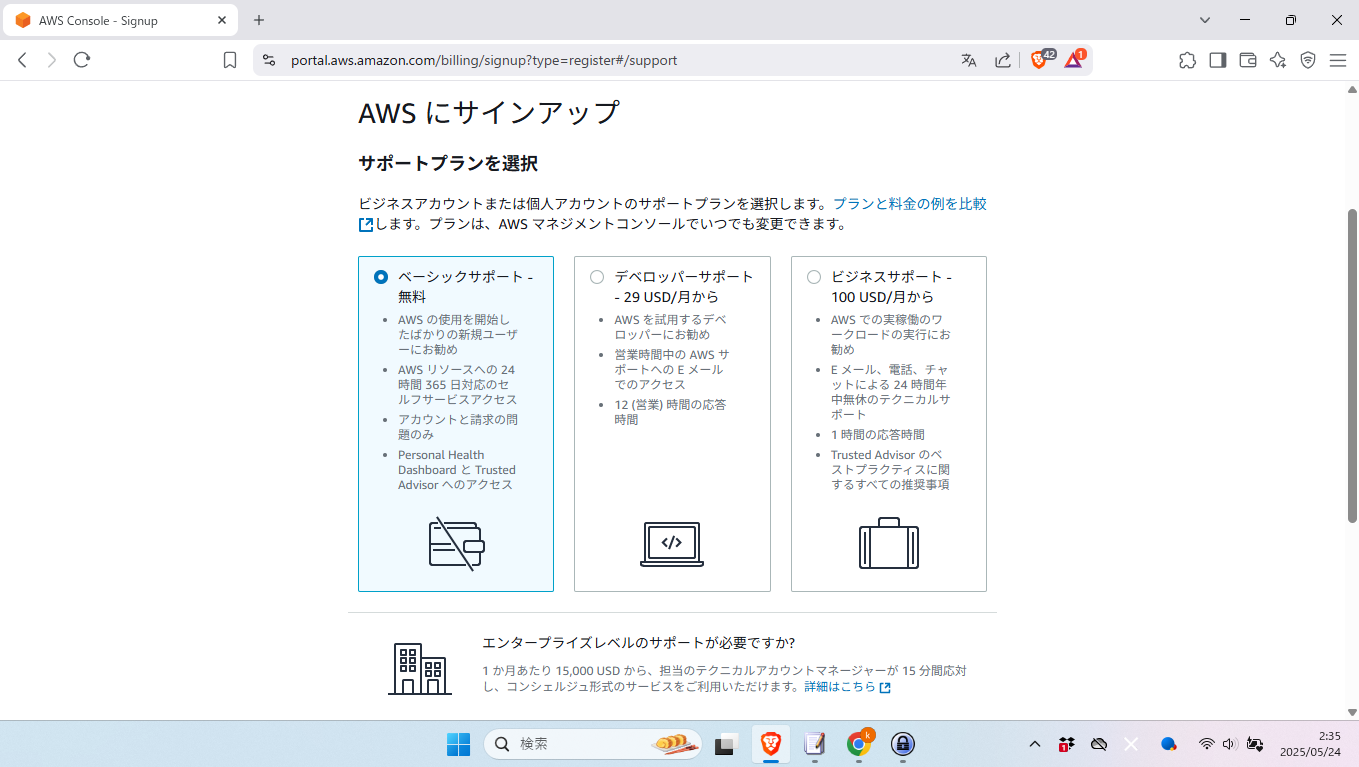 AWS Console - Signup
portal.aws.amazon.com/billing/signup?type=register#/support
42
1
AWS にサインアップ
サポートプランを選択
ビジネスアカウントまたは個人アカウントのサポートプランを選択します。プランと料金の例を比較
します。プランは、AWS マネジメントコンソールでいつでも変更できます。
ベーシックサポート -
無料
AWS の使用を開始し
たばかりの新規ユーザ
ーにお勧め
AWS リソースへの 24
時間 365 日対応のセ
ルフサービスアクセス
アカウントと請求の問
題のみ
Personal Health
Dashboard と Trusted
Advisor へのアクセス
デベロッパーサポート
- 29 USD/月から
AWS を試用するデベ
ロッパーにお勧め
営業時間中の AWS サ
ポートへの E メール
でのアクセス
12 (営業) 時間の応答
時間
</>
ビジネスサポート -
100 USD/月から
AWS での実稼働のワ
ークロードの実行にお
勧め
E メール、電話、チャ
ットによる 24 時間年
中無休のテクニカルサ
ポート
1 時間の応答時間
Trusted Advisor のベ
ストプラクティスに関
するすべての推奨事項
エンタープライズレベルのサポートが必要ですか?
1 か月あたり 15,000 USD から、担当のテクニカルアカウントマネージャーが 15 分間応対
し、コンシェルジュ形式のサービスをご利用いただけます。詳細はこちら
検索
k
1
2:35
2025/05/24